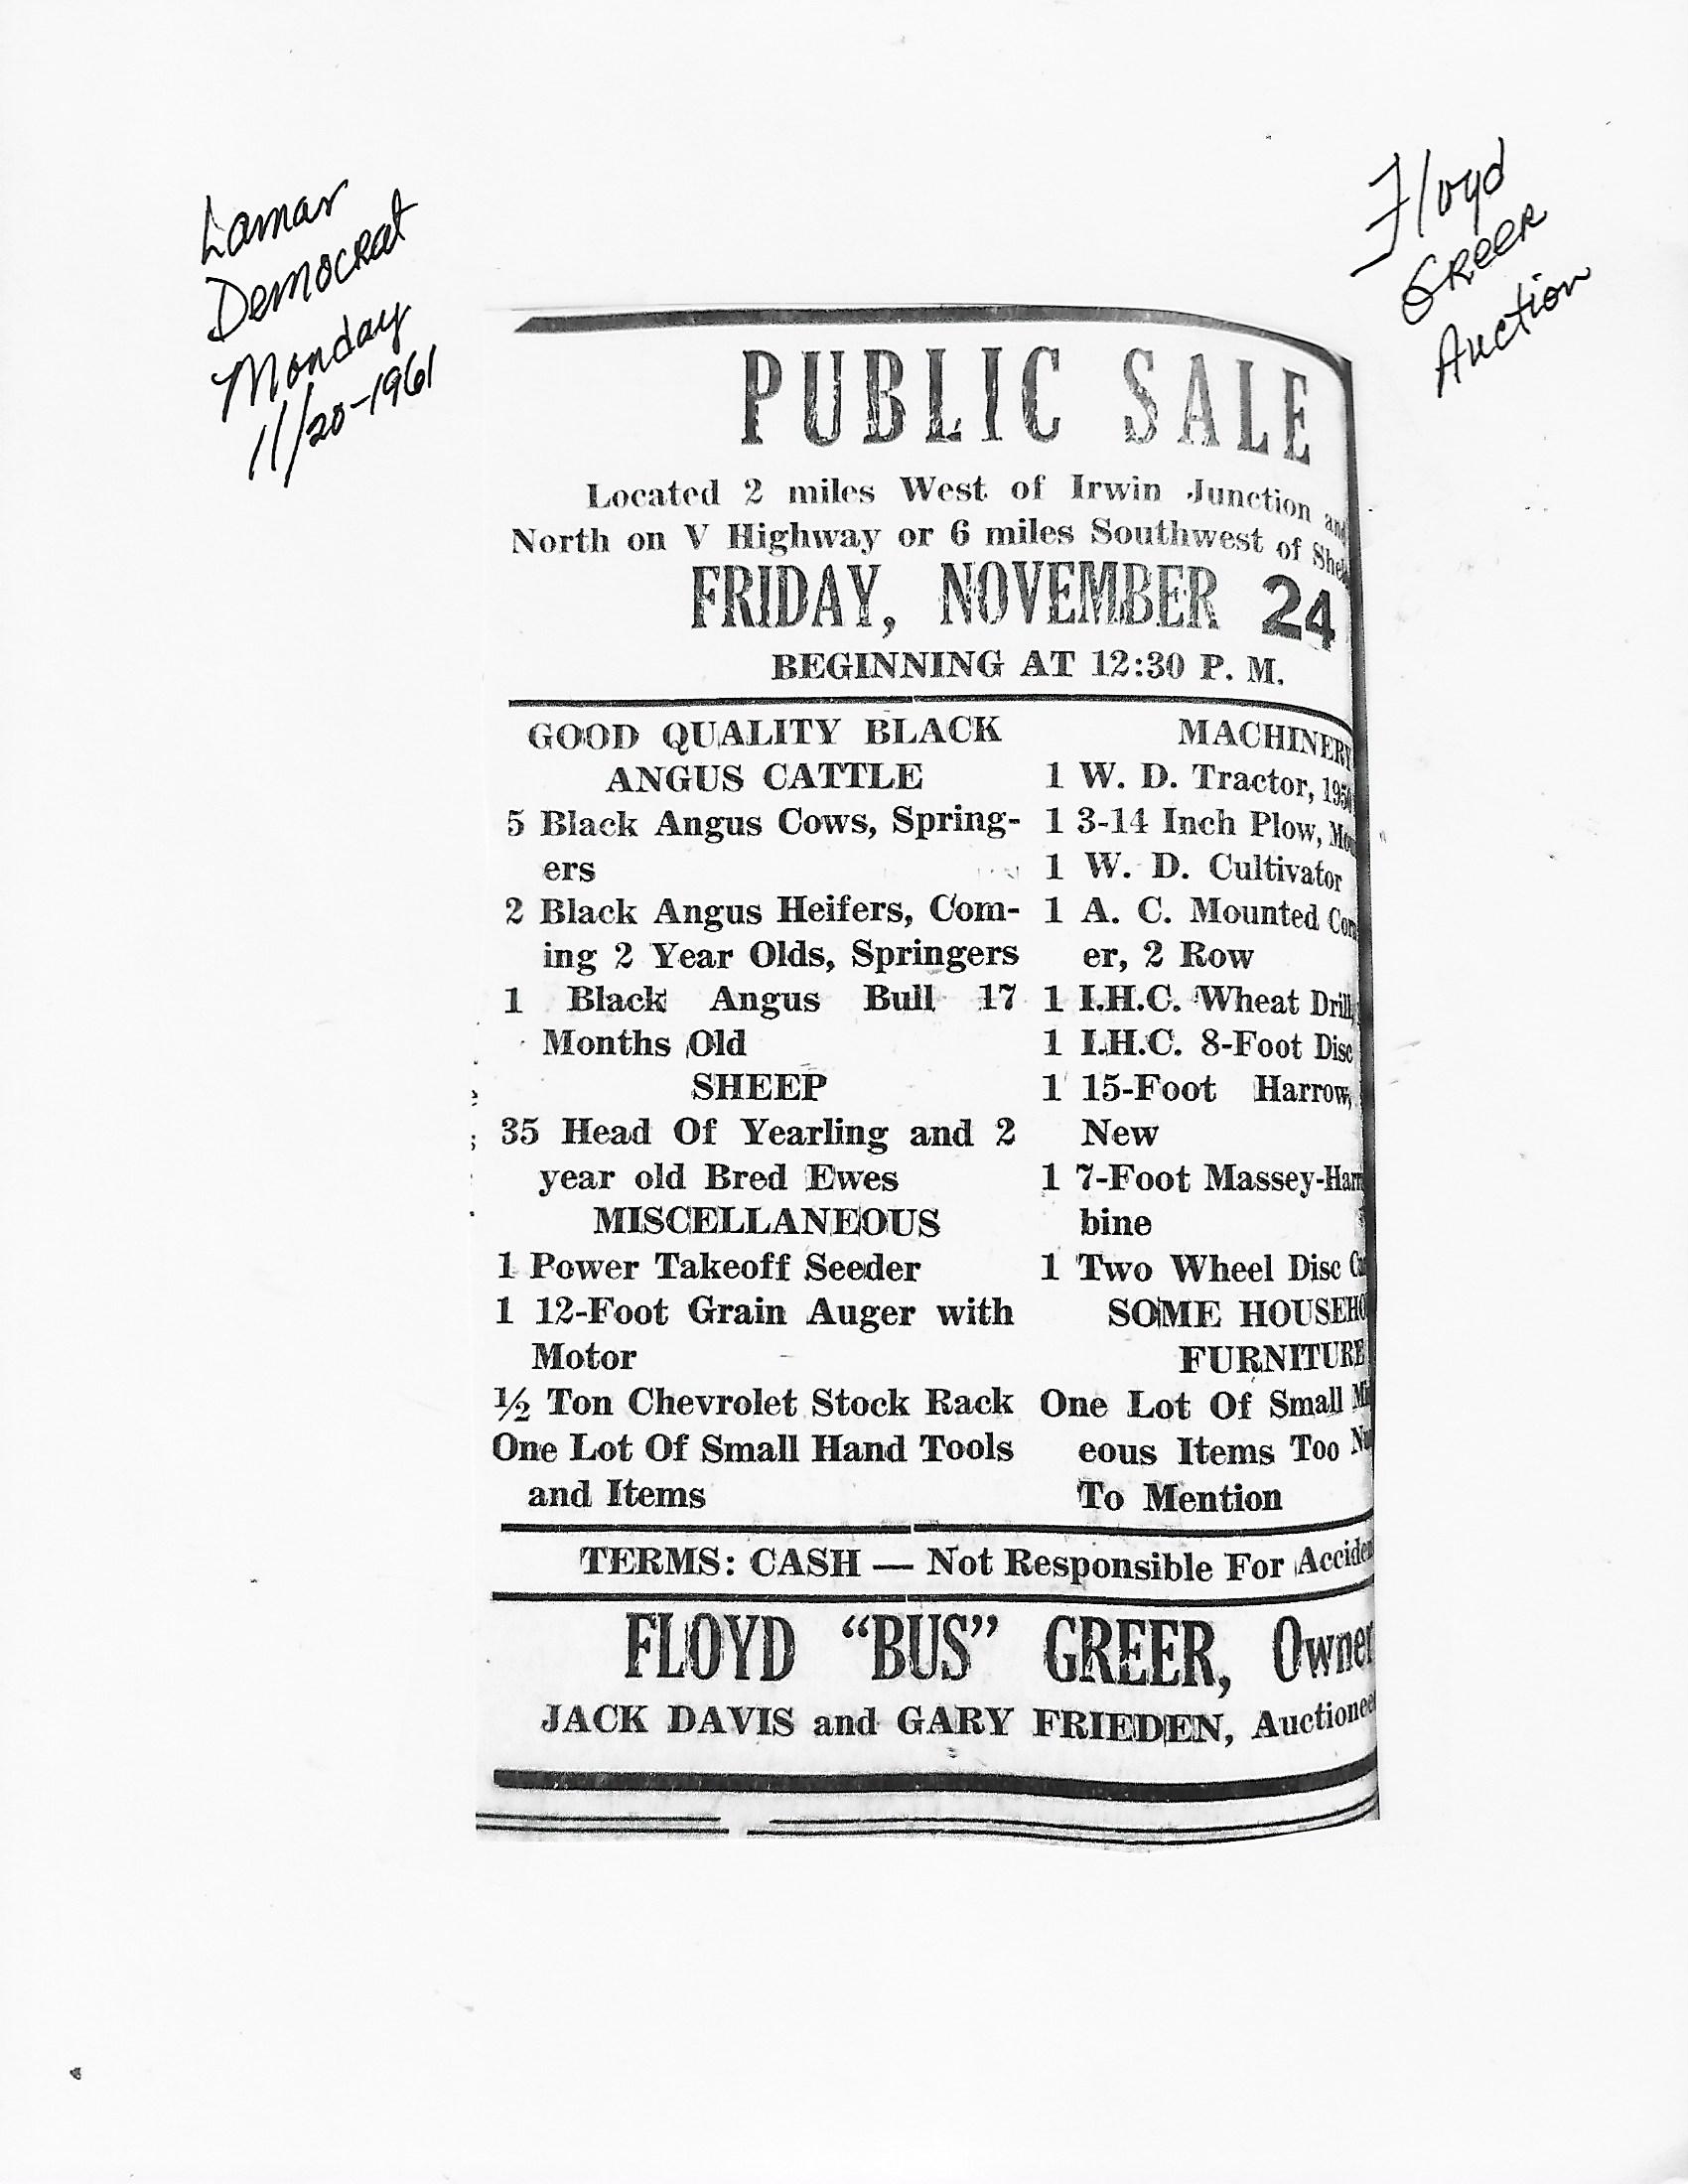 Lamar
Democrat
Monday
11/20-1961
Floyd
Greer
Auction
PUBLIC SALE
Located 2 miles West of Irwin Junction
North on V Highway or 6 miles Southwest of
FRIDAY, NOVEMBER 24
BEGINNING AT 12:30 P. M.
GOOD QUALITY BLACK
ANGUS CATTLE
5 Black Angus Cows, Spring-
ers
2 Black Angus Heifers, Com-
ing 2 Year Olds, Springers
1 Black Angus Bull 17
Months Old
SHEEP
35 Head Of Yearling and 2
year old Bred Ewes
MISCELLANEOUS
1 Power Takeoff Seeder
1 12-Foot Grain Auger with
Motor
½ Ton Chevrolet Stock Rack
One Lot Of Small Hand Tools
and Items
MACHINERY
1 W. D. Tractor,
1 3-14 Inch Plow,
1 W. D. Cultivator
1 A. C. Mounted
er, 2 Row
1 I.H.C. Wheat Drill
1 I.H.C. 8-Foot Disc
1 15-Foot Harrow,
New
1 7-Foot
bine
1 Two Wheel Disc
SOME
FURNITURE
One Lot Of Small
eous Items Too
To Mention
TERMS: CASH — Not Responsible For
FLOYD “BUS” GREER, Owner
JACK DAVIS and GARY FRIEDEN,